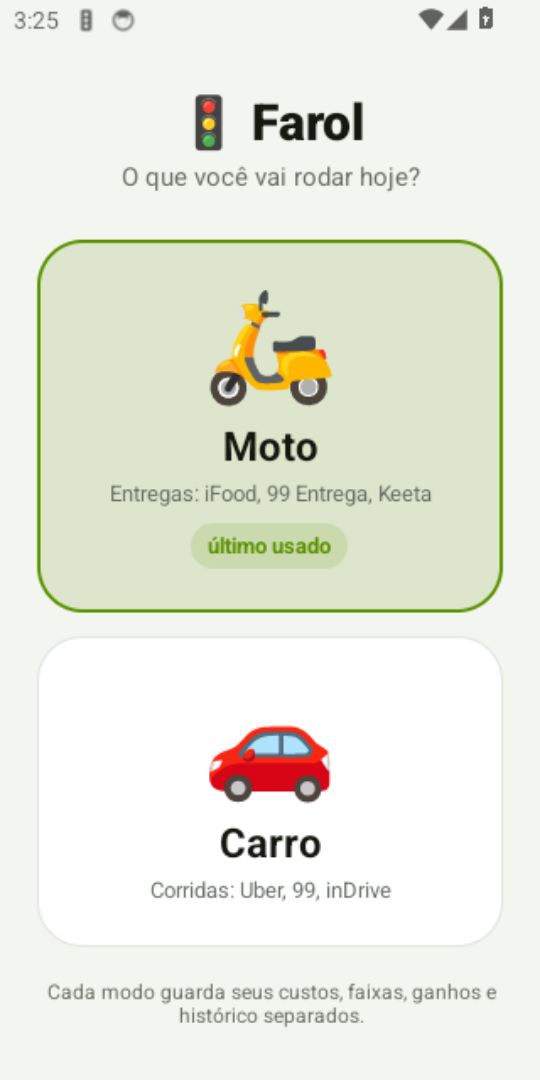 3:25
Farol
O que você vai rodar hoje?
Moto
Entregas: iFood, 99 Entrega, Keeta
último usado
Carro
Corridas: Uber, 99, inDrive
Cada modo guarda seus custos, faixas, ganhos e
histórico separados.